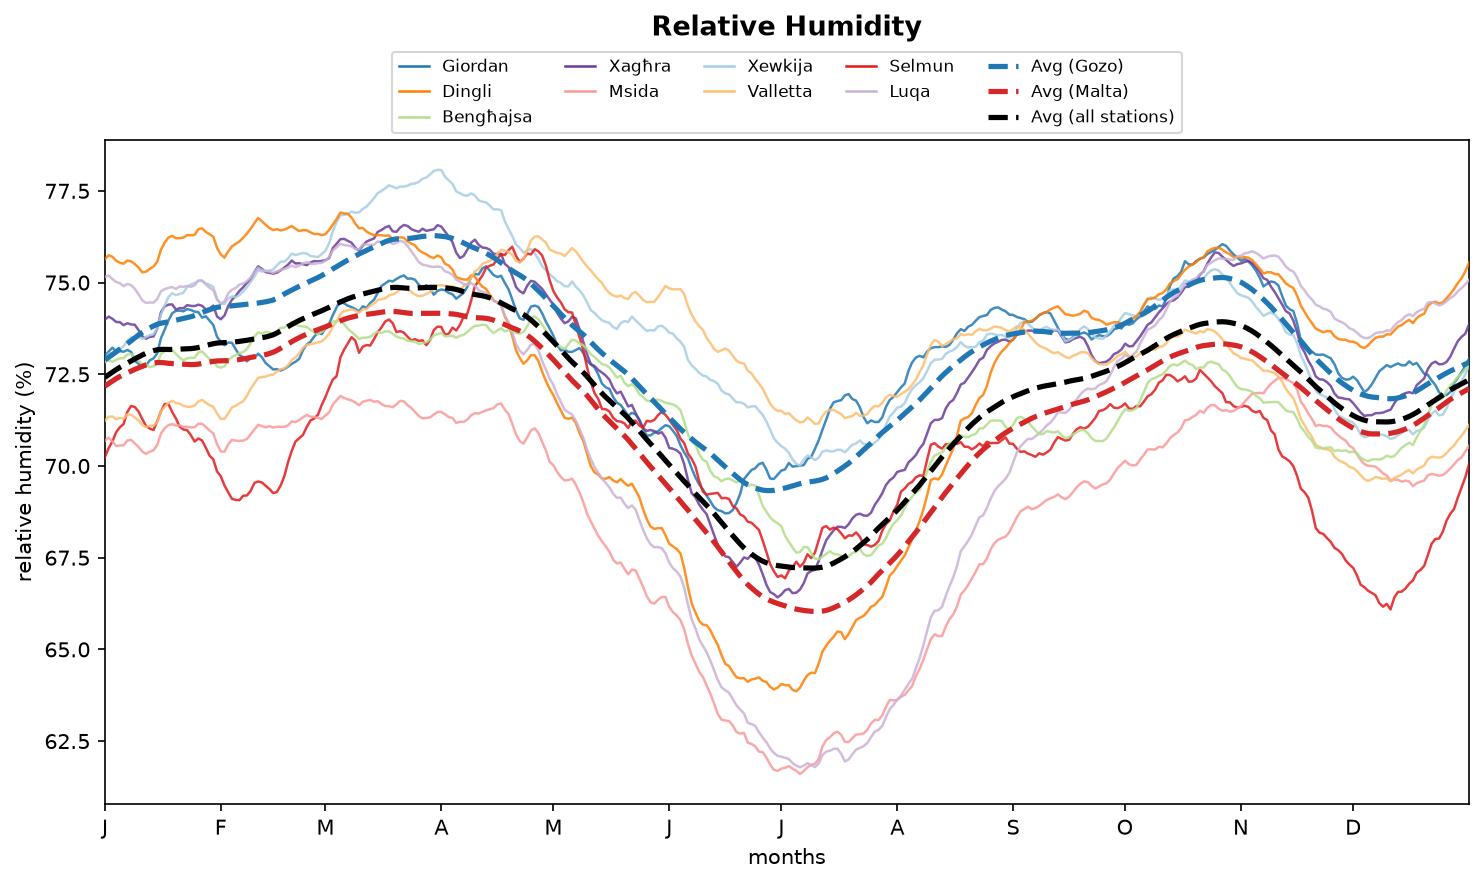 Relative Humidity
Giordan Xagħra Xewkija Selmun Avg (Gozo)
Dingli Msida Valletta Luqa Avg (Malta)
Bengħajsa Avg (all stations)
77.5
75.0
72.5
70.0
67.5
65.0
62.5
relative humidity (%)
J F M A M J J A S O N D
months